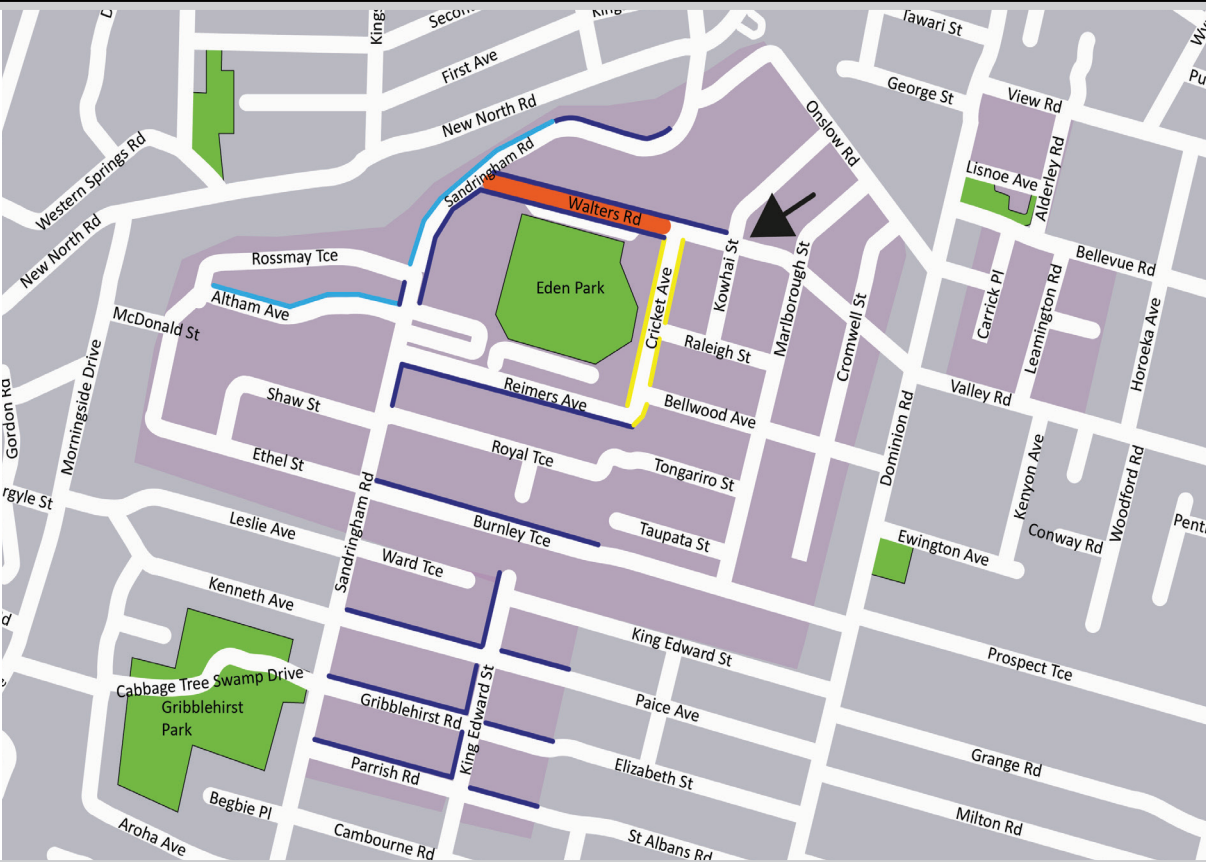 Tawari St
First Ave
George St
View Rd
New North Rd
Onslow Rd
Western Springs Rd
Sandringham Rd
Lisnoe Ave
Alderley Rd
Walters Rd
New North Rd
Rossmay Tce
Eden Park
Kowhai St
Marlborough St
Bellevue Rd
Altham Ave
McDonald St
Cricket Ave
Carrick Pl
Leamington Rd
Horoeka Ave
Cromwell St
Raleigh St
Morningside Drive
Gordon Rd
Shaw St
Reimers Ave
Bellwood Ave
Valley Rd
Dominion Rd
Royal Tce
Tongariro St
Ethel St
Kenyon Ave
Woodford Rd
Sandringham Rd
Leslie Ave
Burnley Tce
Taupata St
Ewington Ave
Conway Rd
Ward Tce
Kenneth Ave
King Edward St
Prospect Tce
Cabbage Tree Swamp Drive
Gribblehirst
Park
Gribblehirst Rd
King Edward St
Paice Ave
Parrish Rd
Elizabeth St
Grange Rd
Begbie Pl
Milton Rd
Aroha Ave
Cambourne Rd
St Albans Rd